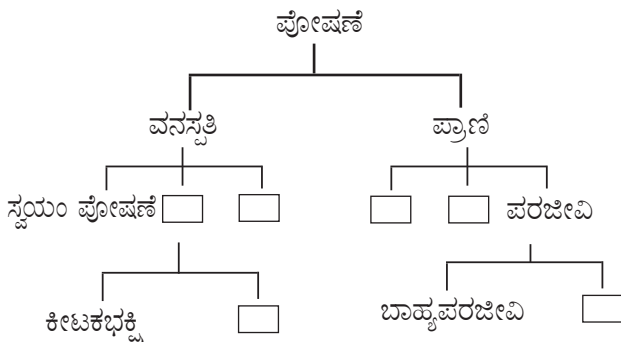 ಪೋಷಣೆ
ವನಸ್ಪತಿ ಪ್ರಾಣಿ
ಸ್ವಯಂ ಪೋಷಣೆ ಪರಜೀವಿ
ಕೀಟಕಭಕ್ಷಿ ಬಾಹ್ಯಪರಜೀವಿ